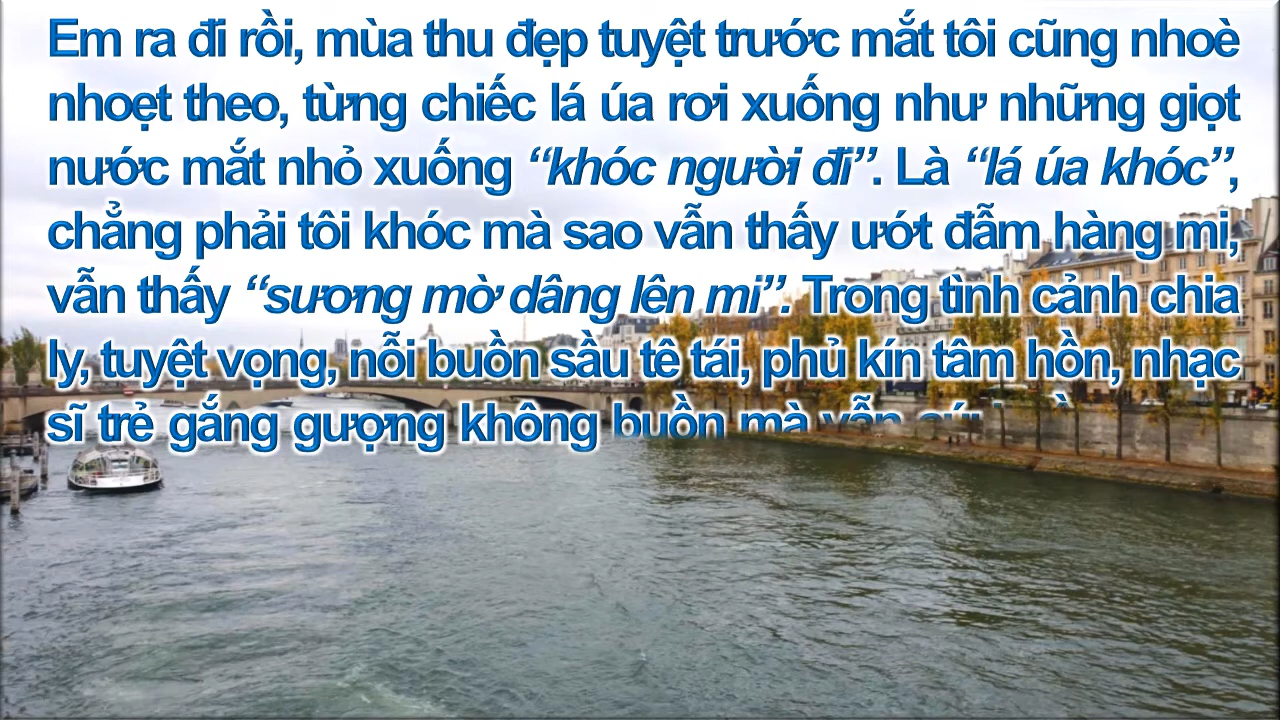 Em ra đi rồi, mùa thu đẹp tuyệt trước mắt tôi cũng nhoè
nhoẹt theo, từng chiếc lá úa rơi xuống như những giọt
nước mắt nhỏ xuống “khóc người đi”. Là “lá úa khóc”,
chẳng phải tôi khóc mà sao vẫn thấy ướt đẫm hàng mi,
vẫn thấy “sương mờ dâng lên mi”. Trong tình cảnh chia
ly, tuyệt vọng, nỗi buồn sầu tê tái, phủ kín tâm hồn, nhạc
sĩ trẻ gắng gượng không buồn mà vẫn